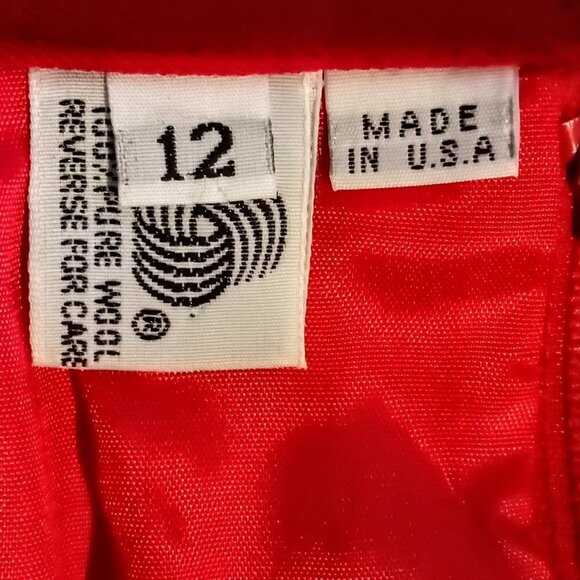 12
100% PURE WOOL
REVERSE FOR CARE
®
MADE
IN U.S.A